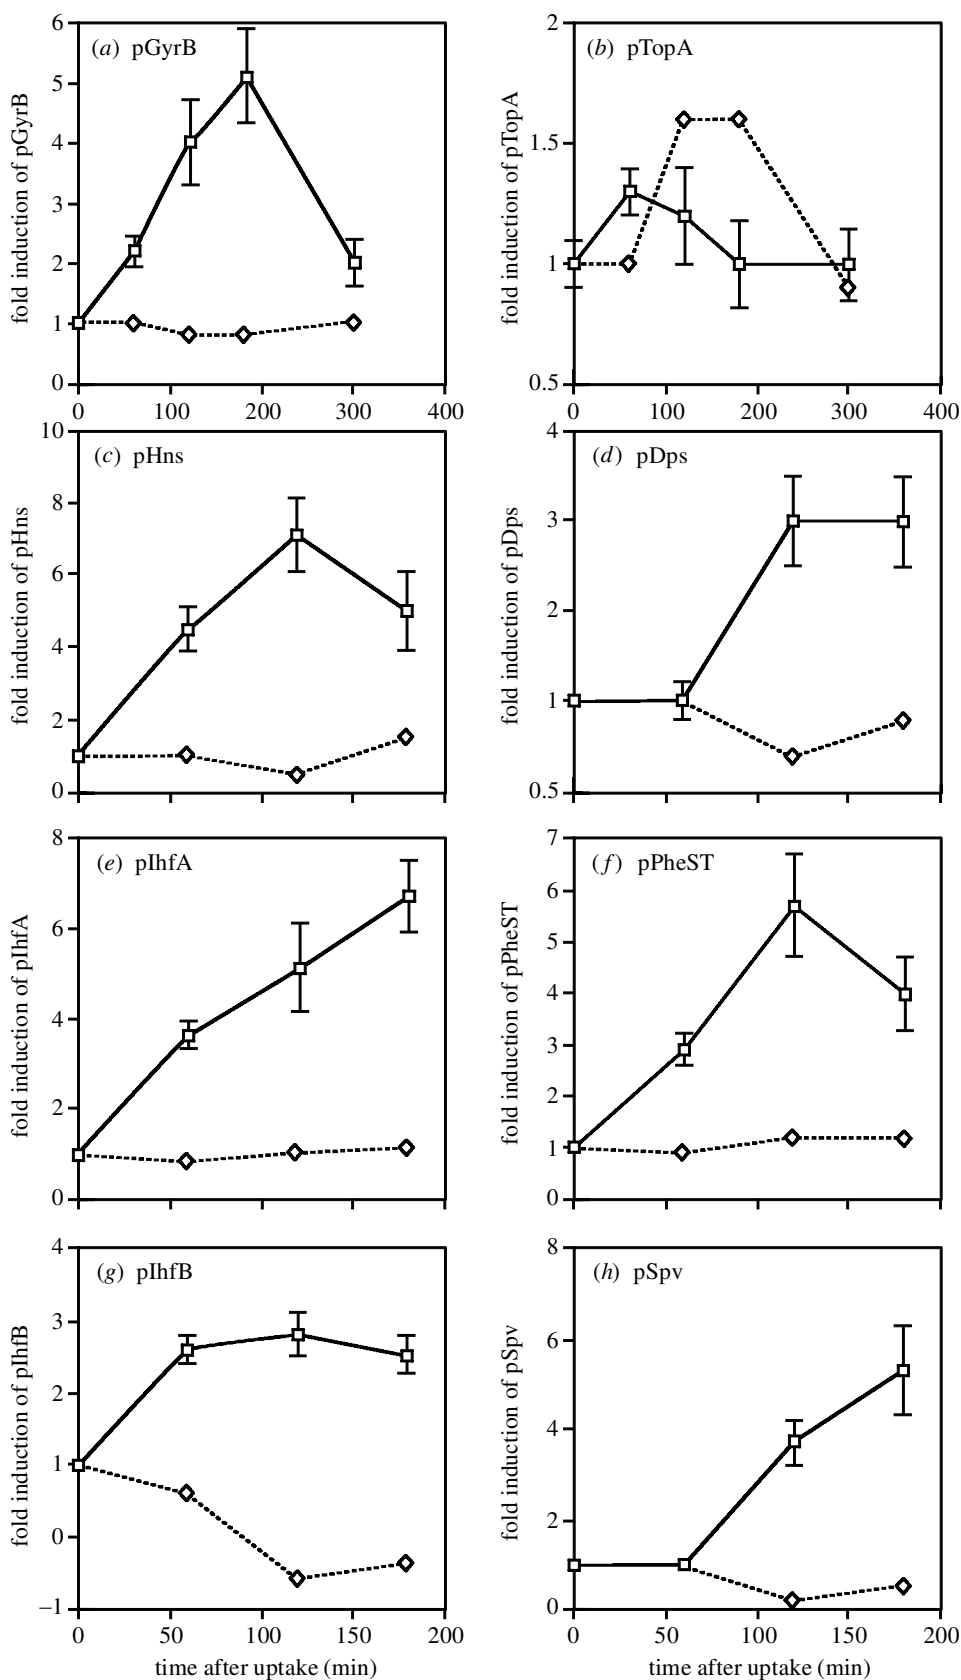 (a) pGyrB
fold induction of pGyrB
6
5
4
3
2
1
0
0 100 200 300 400
(b) pTopA
fold induction of pTopA
2
1.5
1
0.5
0 100 200 300 400
(c) pHns
fold induction of pHns
10
8
6
4
2
0
(d) pDps
fold induction of pDps
4
3
2
1
0.5
(e) pIhfA
fold induction of pIhfA
8
6
4
2
0
(f) pPheST
fold induction of pPheST
7
6
5
4
3
2
1
0
(g) pIhfB
fold induction of pIhfB
4
3
2
1
0
−1
0 50 100 150 200
time after uptake (min)
(h) pSpv
fold induction of pSpv
8
6
4
2
0
0 50 100 150 200
time after uptake (min)